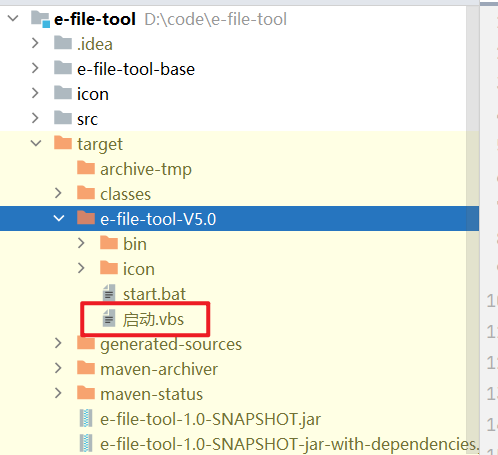 e-file-tool D:\code\e-file-tool
.idea
e-file-tool-base
icon
src
target
archive-tmp
classes
e-file-tool-V5.0
bin
icon
start.bat
启动.vbs
generated-sources
maven-archiver
maven-status
e-file-tool-1.0-SNAPSHOT.jar
e-file-tool-1.0-SNAPSHOT-jar-with-dependencies.